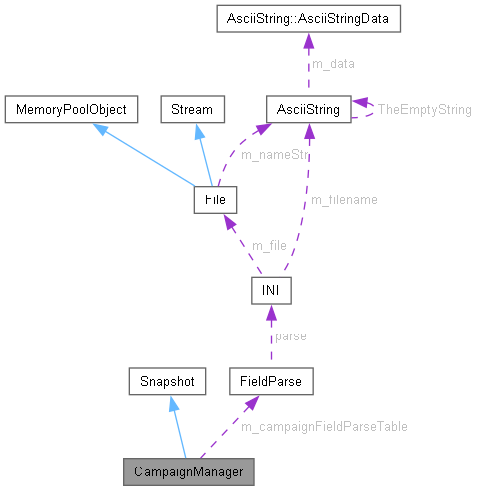 AsciiString::AsciiStringData
m_data
MemoryPoolObject
Stream
AsciiString
TheEmptyString
m_nameStr
File
m_filename
m_file
INI
parse
Snapshot
FieldParse
m_campaignFieldParseTable
CampaignManager